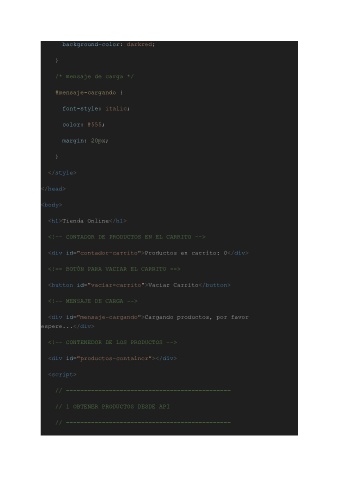 background-color: darkred;
}
/* Mensaje de carga */
#mensaje-cargando {
font-style: italic;
color: #555;
margin: 20px;
}
</style>
</head>
<body>
<h1>Tienda Online</h1>
<!-- CONTADOR DE PRODUCTOS EN EL CARRITO -->
<div id="contador-carrito">Productos en carrito: 0</div>
<!-- BOTÓN PARA VACIAR EL CARRITO -->
<button id="vaciar-carrito">Vaciar Carrito</button>
<!-- MENSAJE DE CARGA -->
<div id="mensaje-cargando">Cargando productos, por favor
espere...</div>
<!-- CONTENEDOR DE LOS PRODUCTOS -->
<div id="productos-container"></div>
<script>
// ==============================================
// 1 OBTENER PRODUCTOS DESDE API
// ==============================================